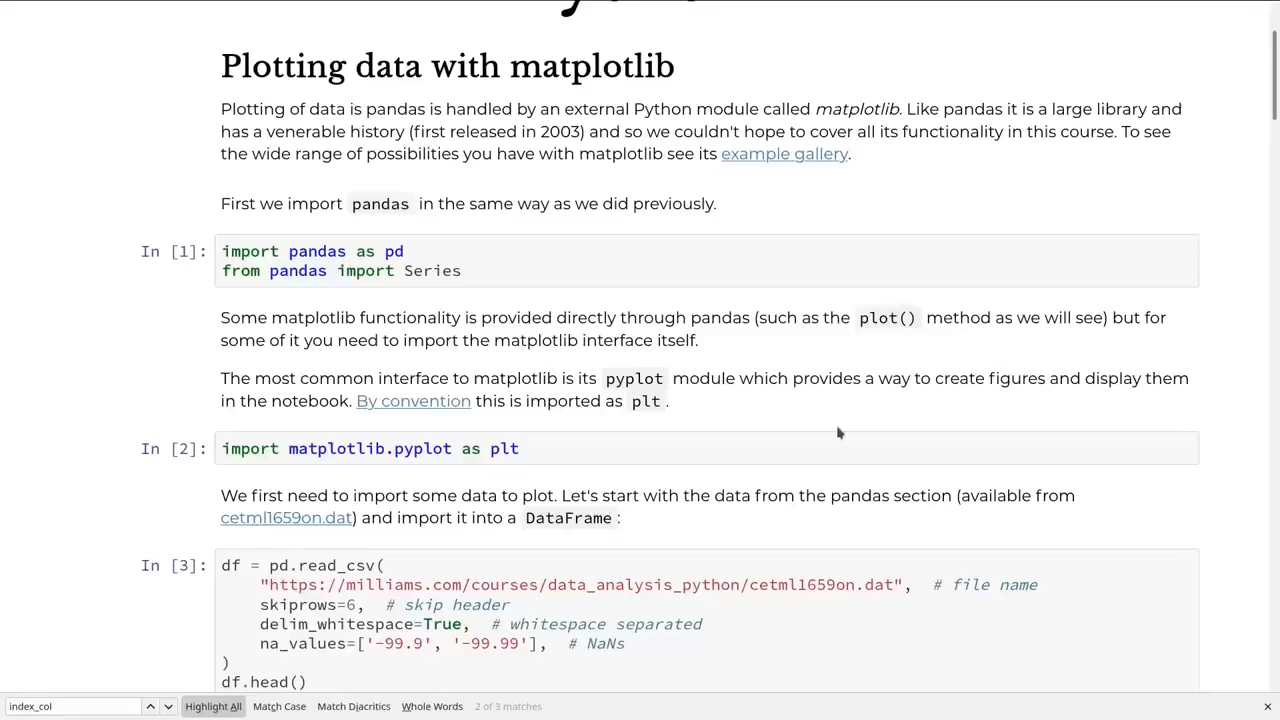 Plotting data with matplotlib
Plotting of data is pandas is handled by an external Python module called matplotlib. Like pandas it is a large library and
has a venerable history (first released in 2003) and so we couldn't hope to cover all its functionality in this course. To see
the wide range of possibilities you have with matplotlib see its example gallery.
First we import pandas in the same way as we did previously.
In [1]: import pandas as pd
from pandas import Series
Some matplotlib functionality is provided directly through pandas (such as the plot() method as we will see) but for
some of it you need to import the matplotlib interface itself.
The most common interface to matplotlib is its pyplot module which provides a way to create figures and display them
in the notebook. By convention this is imported as plt.
In [2]: import matplotlib.pyplot as plt
We first need to import some data to plot. Let's start with the data from the pandas section (available from
cetml1659on.dat) and import it into a DataFrame:
In [3]: df = pd.read_csv(
"https://milliams.com/courses/data_analysis_python/cetml1659on.dat", # file name
skiprows=6, # skip header
delim_whitespace=True, # whitespace separated
na_values=['-99.9', '-99.99'], # NaNs
)
df.head()
index_col Highlight All Match Case Match Diacritics Whole Words 2 of 3 matches